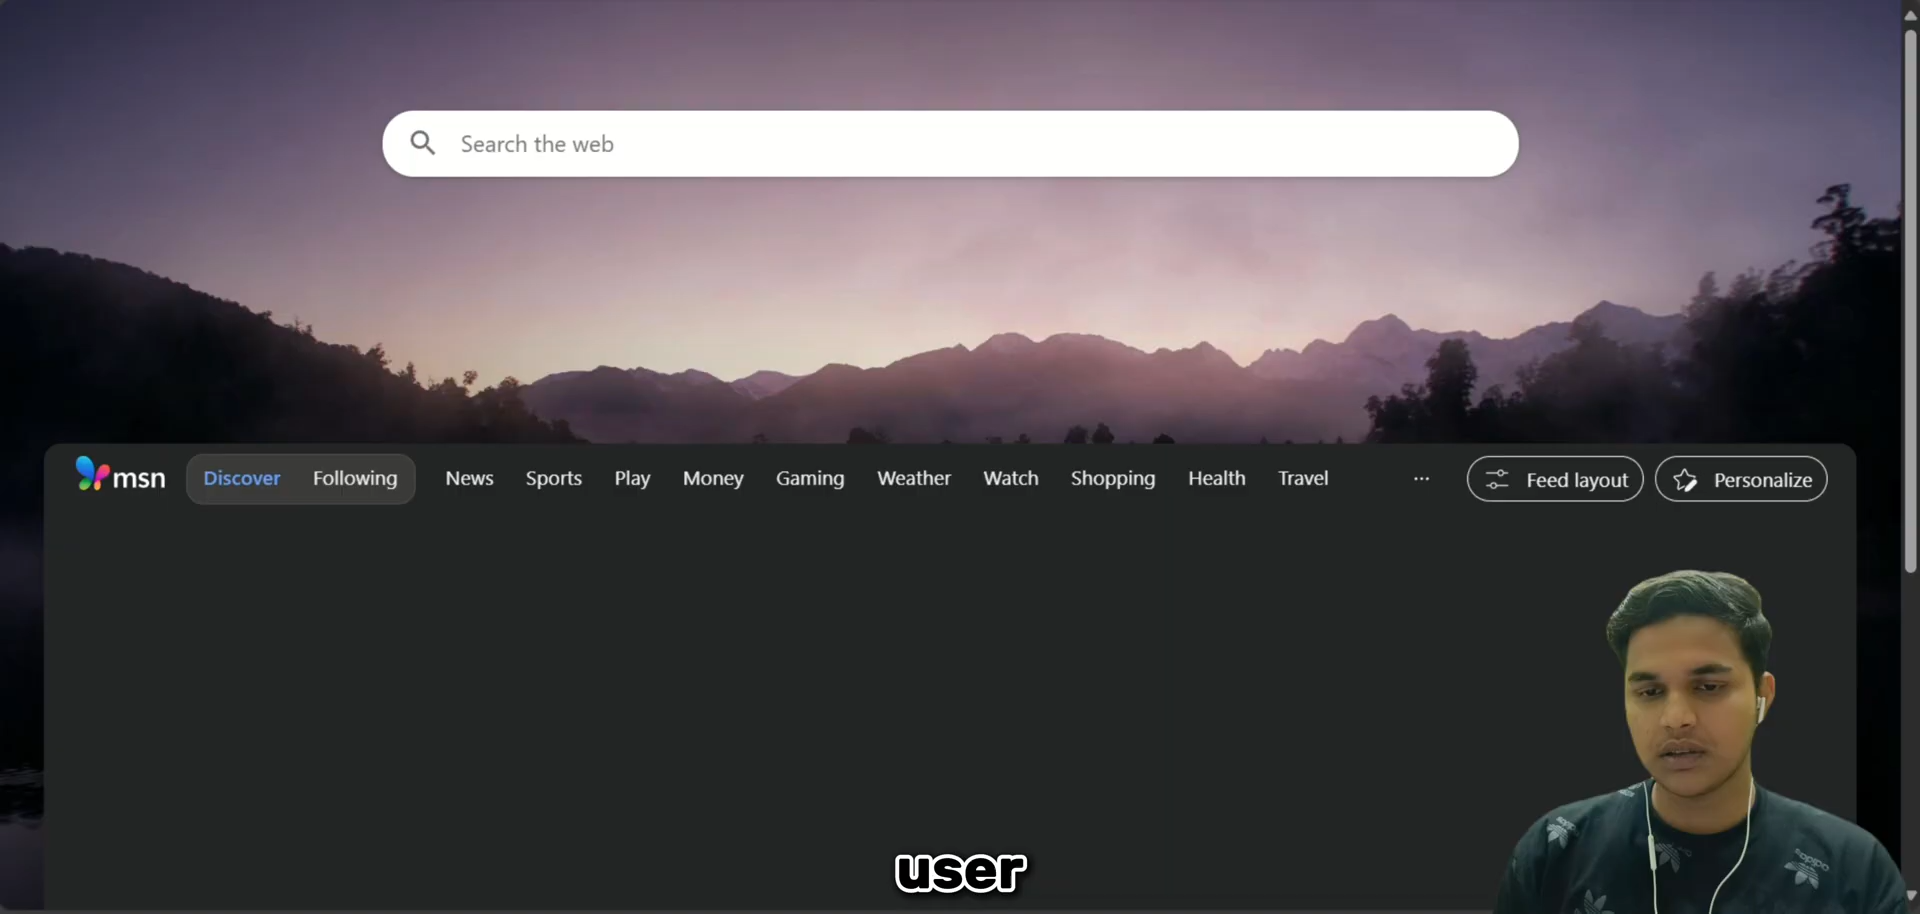 Search the web
msn Discover Following News Sports Play Money Gaming Weather Watch Shopping Health Travel ... Feed layout Personalize
user